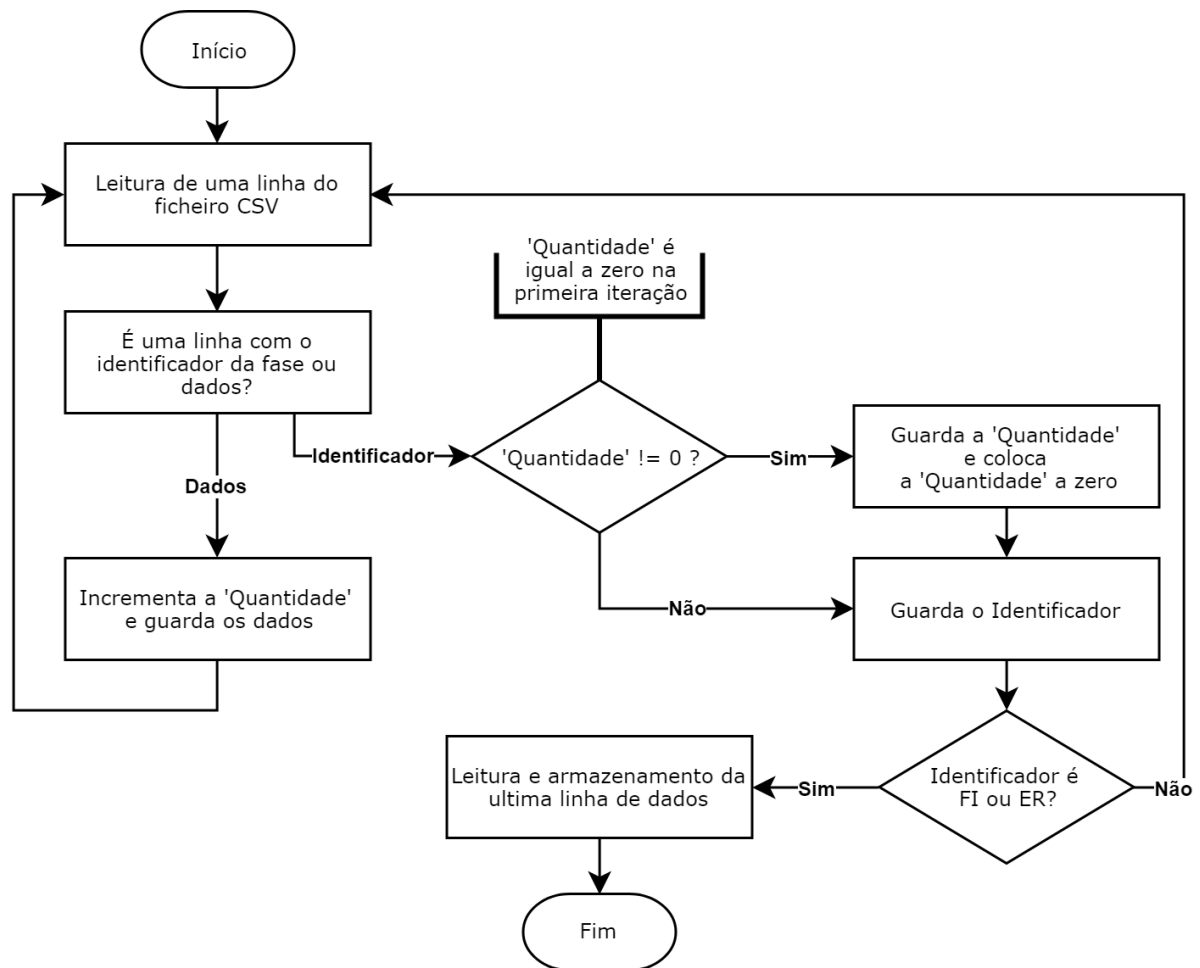 Início
Leitura de uma linha do
ficheiro CSV
'Quantidade' é
igual a zero na
primeira iteração
É uma linha com o
identificador da fase ou
dados?
Identificador
'Quantidade' != 0 ?
Sim
Guarda a 'Quantidade'
e coloca
a 'Quantidade' a zero
Dados
Incrementa a 'Quantidade'
e guarda os dados
Não
Guarda o Identificador
Identificador é
FI ou ER?
Não
Sim
Leitura e armazenamento da
ultima linha de dados
Fim